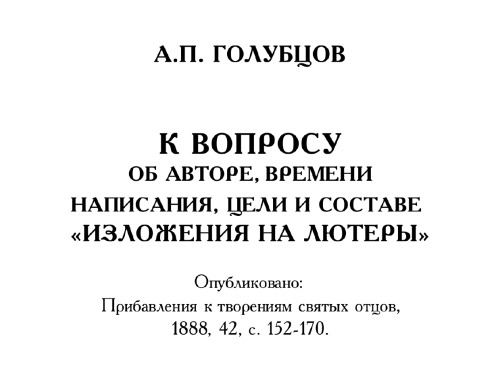 А.П. ГОЛУБЦОВ
К ВОПРОСУ
ОБ АВТОРЕ, ВРЕМЕНИ
НАПИСАНИЯ, ЦЕЛИ И СОСТАВЕ
«ИЗЛОЖЕНИЯ НА ЛЮТЕРЫ»
Опубликовано:
Прибавления к творениям святых отцов,
1888, 42, с. 152-170.